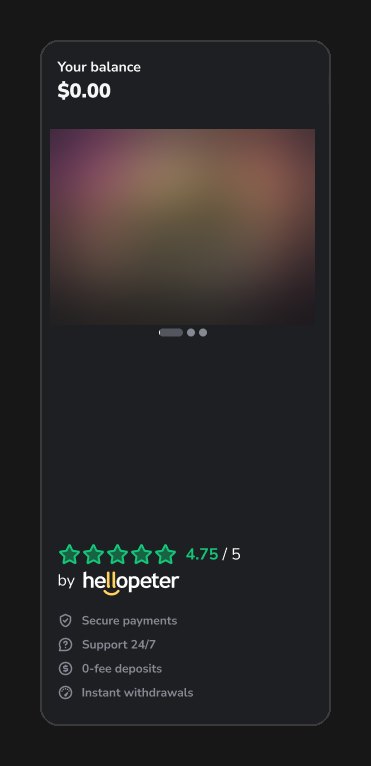 Your balance
$0.00
4.75 / 5
by hellopeter
Secure payments
Support 24/7
0-fee deposits
Instant withdrawals